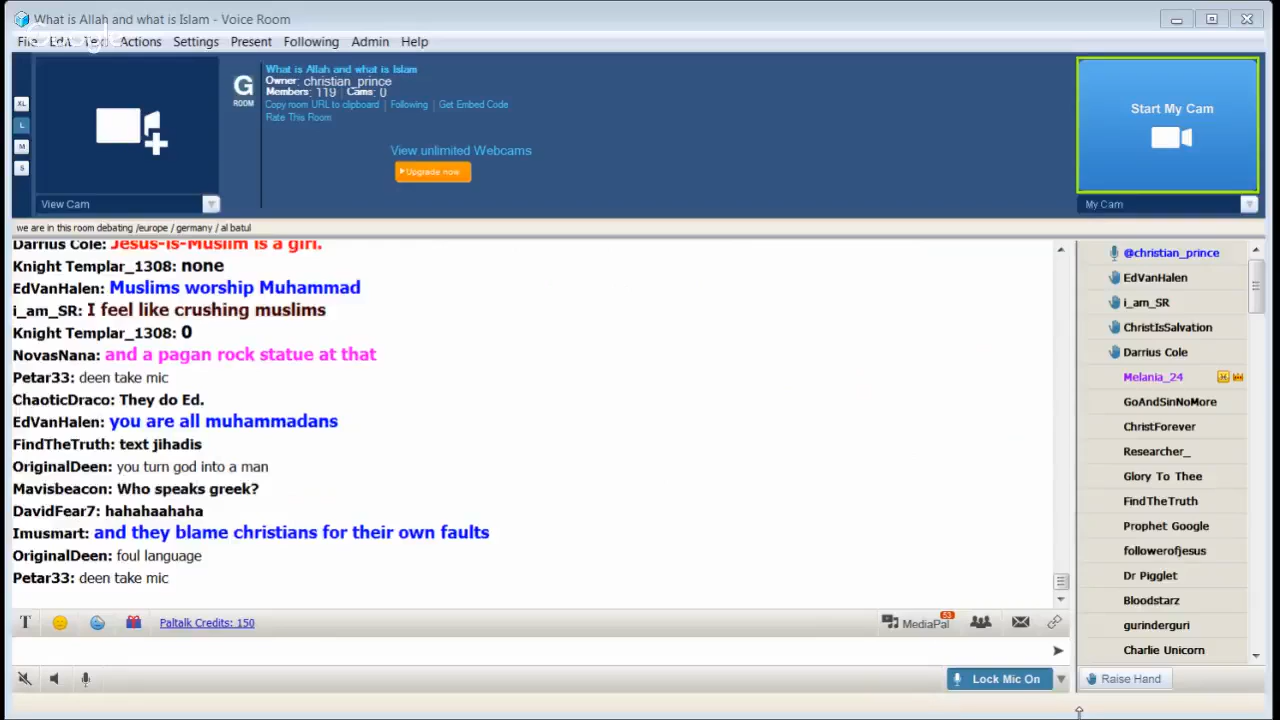 What is Allah and what is Islam - Voice Room
Google
File Edit Text Actions Settings Present Following Admin Help
XL
L
M
S
View Cam
G
ROOM
What is Allah and what is Islam
Owner: christian_prince
Members: 119 | Cams: 0
Copy room URL to clipboard | Following | Get Embed Code
Rate This Room
View unlimited Webcams
Upgrade now
Start My Cam
My Cam
we are in this room debating /europe / germany / al batul
Darrius Cole: Jesus-is-Muslim is a girl.
Knight Templar_1308: none
EdVanHalen: Muslims worship Muhammad
i_am_SR: I feel like crushing muslims
Knight Templar_1308: 0
NovasNana: and a pagan rock statue at that
Petar33: deen take mic
ChaoticDraco: They do Ed.
EdVanHalen: you are all muhammadans
FindTheTruth: text jihadis
OriginalDeen: you turn god into a man
Mavisbeacon: Who speaks greek?
DavidFear7: hahahaahaha
Imusmart: and they blame christians for their own faults
OriginalDeen: foul language
Petar33: deen take mic
@christian_prince
EdVanHalen
i_am_SR
ChristIsSalvation
Darrius Cole
Melania_24
GoAndSinNoMore
ChristForever
Researcher_
Glory To Thee
FindTheTruth
Prophet Google
followerofjesus
Dr Pigglet
Bloodstarz
gurinderguri
Charlie Unicorn
T
Paltalk Credits: 150
MediaPal
53
Lock Mic On
Raise Hand